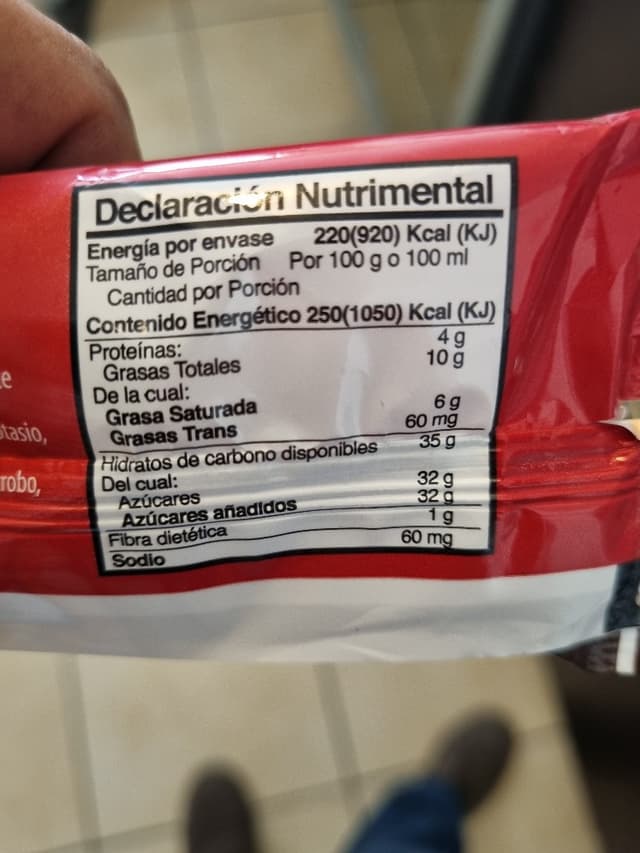 Declaración Nutrimental
Energía por envase 220(920) Kcal (KJ)
Tamaño de Porción Por 100 g o 100 ml
Cantidad por Porción
Contenido Energético 250(1050) Kcal (KJ)
Proteínas: 4 g
Grasas Totales 10 g
De la cual:
Grasa Saturada 6 g
Grasas Trans 60 mg
Hidratos de carbono disponibles 35 g
Del cual:
Azúcares 32 g
Azúcares añadidos 32 g
Fibra dietética 1 g
Sodio 60 mg
tasio,
robo,